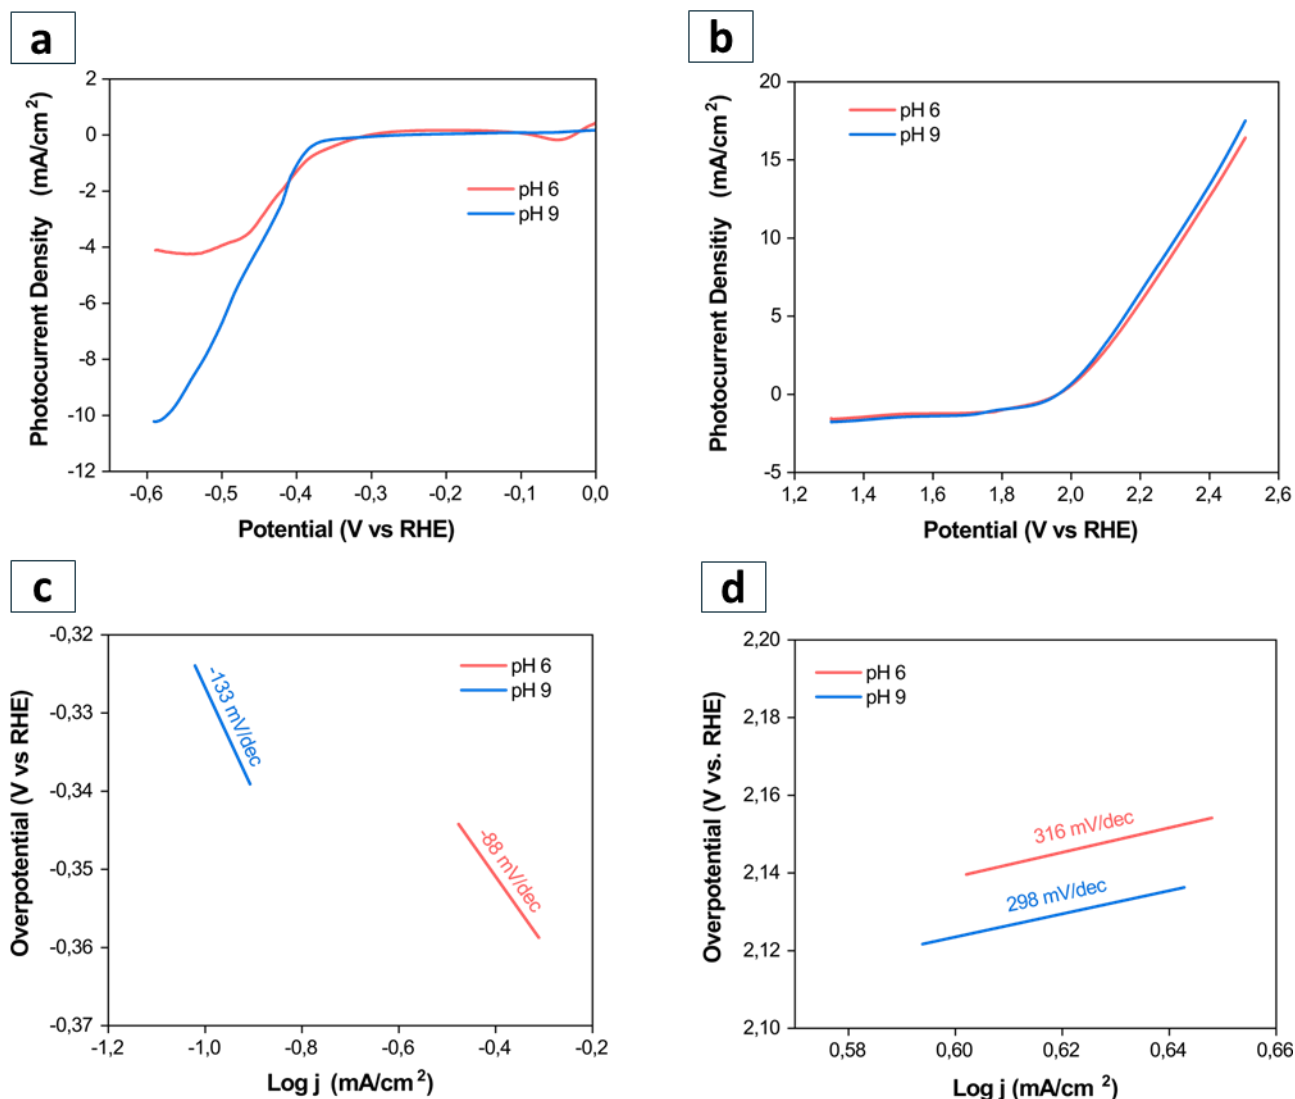 a
2
0
-2
-4
-6
-8
-10
-12
-0,6
-0,5
-0,4
-0,3
-0,2
-0,1
0,0
Photocurrent Density (mA/cm²)
Potential (V vs RHE)
pH 6
pH 9
b
20
15
10
5
0
-5
1,2
1,4
1,6
1,8
2,0
2,2
2,4
2,6
Photocurrent Densitiy (mA/cm²)
Potential (V vs RHE)
pH 6
pH 9
c
-0,32
-0,33
-0,34
-0,35
-0,36
-0,37
-1,2
-1,0
-0,8
-0,6
-0,4
-0,2
Overpotential (V vs RHE)
Log j (mA/cm²)
pH 6
pH 9
-133 mV/dec
-88 mV/dec
d
2,20
2,18
2,16
2,14
2,12
2,10
0,58
0,60
0,62
0,64
0,66
Overpotential (V vs. RHE)
Log j (mA/cm²)
pH 6
pH 9
316 mV/dec
298 mV/dec